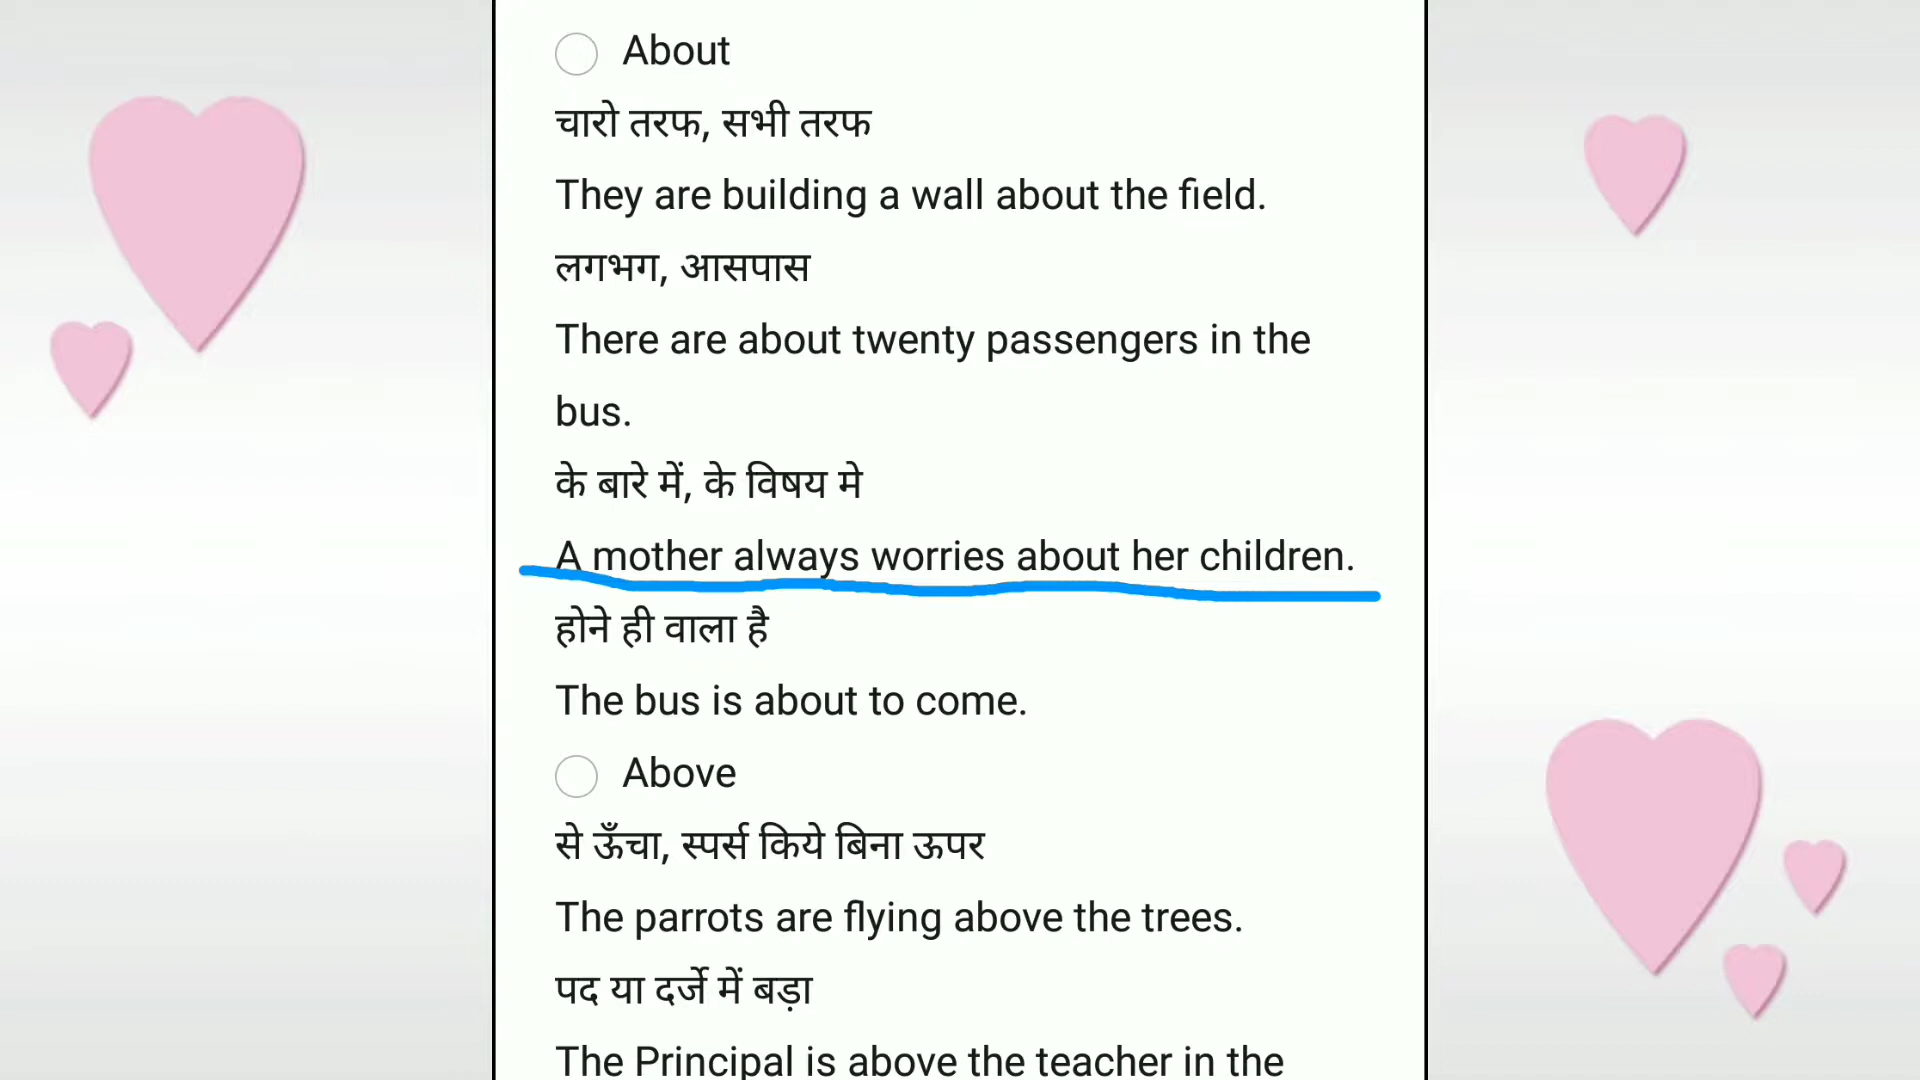 About
चारो तरफ, सभी तरफ
They are building a wall about the field.
लगभग, आसपास
There are about twenty passengers in the
bus.
के बारे में, के विषय मे
A mother always worries about her children.
होने ही वाला है
The bus is about to come.
Above
से ऊँचा, स्पर्स किये बिना ऊपर
The parrots are flying above the trees.
पद या दर्जे में बड़ा
The Principal is above the teacher in the